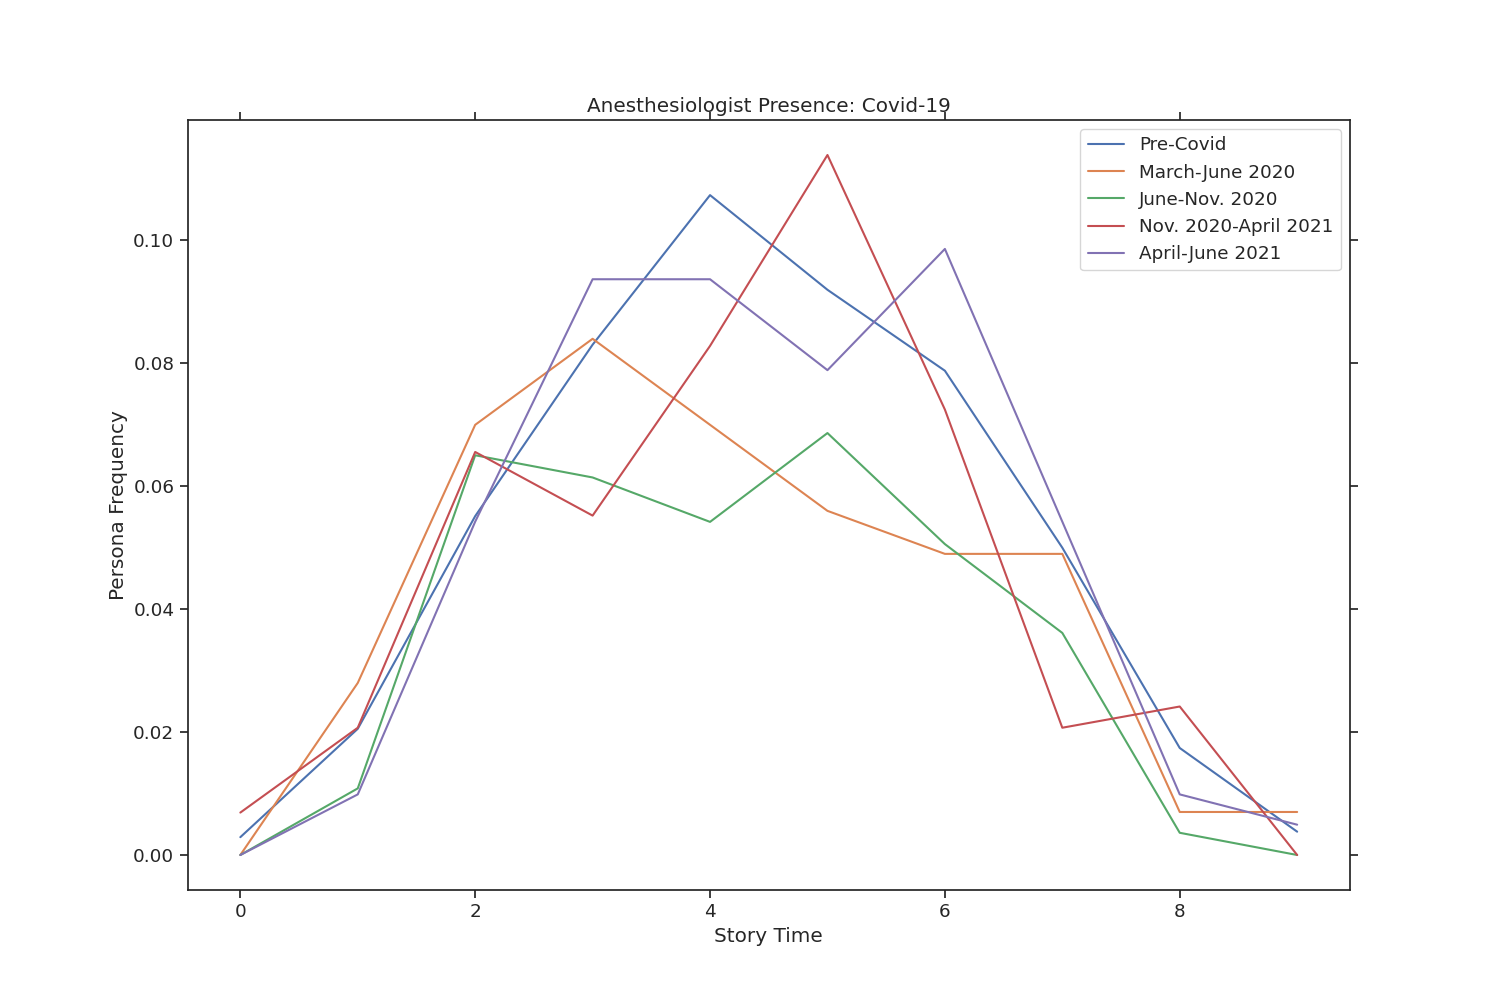 Anesthesiologist Presence: Covid-19
Pre-Covid
March-June 2020
June-Nov. 2020
Nov. 2020-April 2021
April-June 2021
Persona Frequency
0.10
0.08
0.06
0.04
0.02
0.00
0 2 4 6 8
Story Time